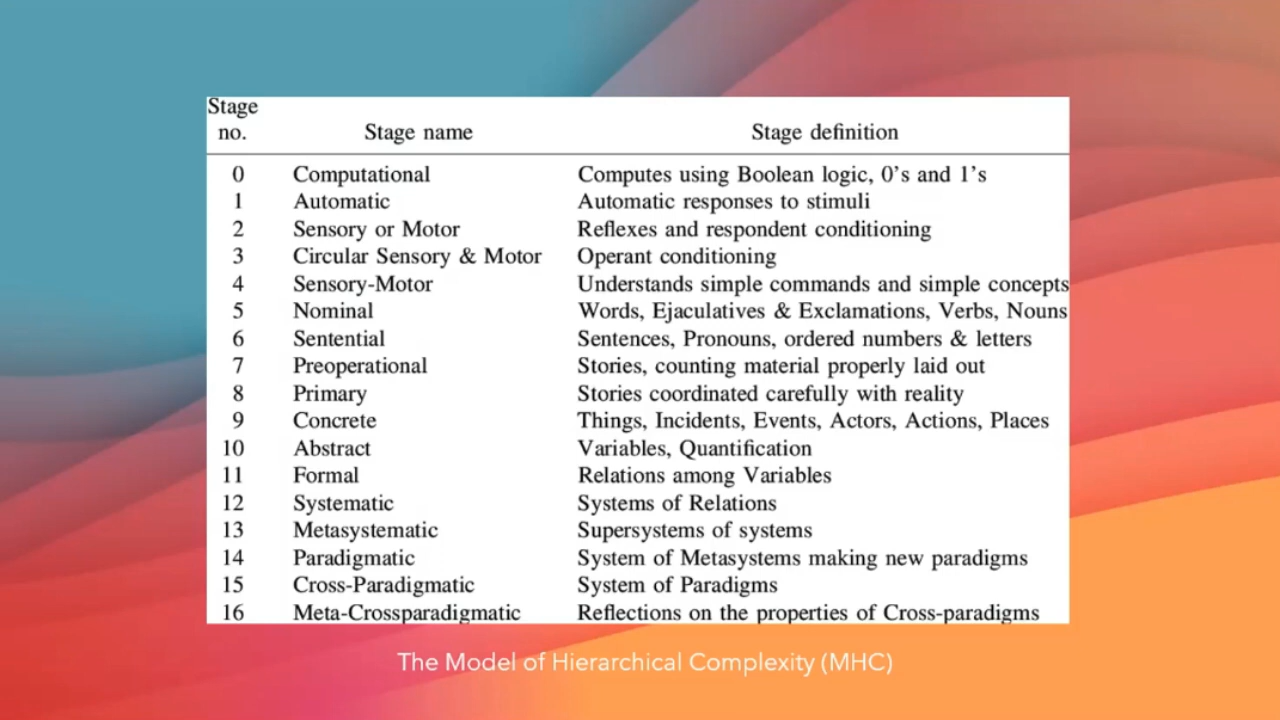 Stage
no. Stage name Stage definition
0 Computational Computes using Boolean logic, 0’s and 1’s
1 Automatic Automatic responses to stimuli
2 Sensory or Motor Reflexes and respondent conditioning
3 Circular Sensory & Motor Operant conditioning
4 Sensory-Motor Understands simple commands and simple concepts
5 Nominal Words, Ejaculatives & Exclamations, Verbs, Nouns
6 Sentential Sentences, Pronouns, ordered numbers & letters
7 Preoperational Stories, counting material properly laid out
8 Primary Stories coordinated carefully with reality
9 Concrete Things, Incidents, Events, Actors, Actions, Places
10 Abstract Variables, Quantification
11 Formal Relations among Variables
12 Systematic Systems of Relations
13 Metasystematic Supersystems of systems
14 Paradigmatic System of Metasystems making new paradigms
15 Cross-Paradigmatic System of Paradigms
16 Meta-Crossparadigmatic Reflections on the properties of Cross-paradigms
The Model of Hierarchical Complexity (MHC)